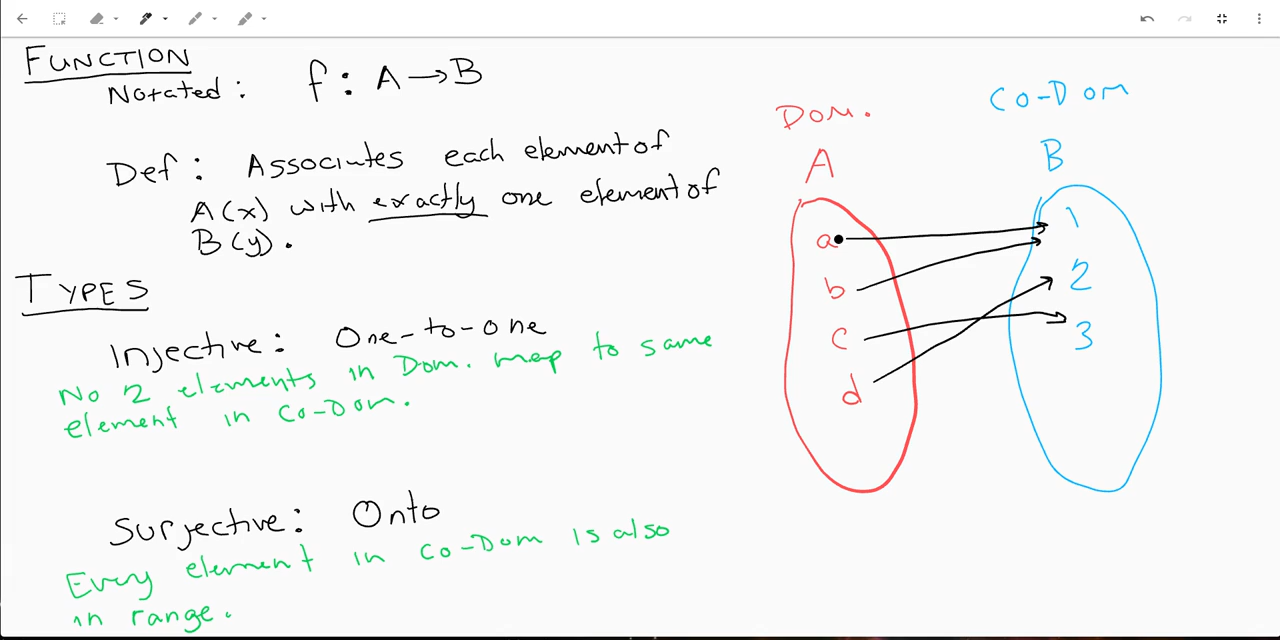 FUNCTION
Notated: f: A→B
Def: Associates each element of
A(x) with exactly one element of
B(y).
TYPES
Injective: One-to-one
No 2 elements in Dom. map to same
element in Co-Dom.
Surjective: Onto
Every element in Co-Dom is also
in range.
Dom.
Co-Dom
A
B
a
1
b
2
c
3
d